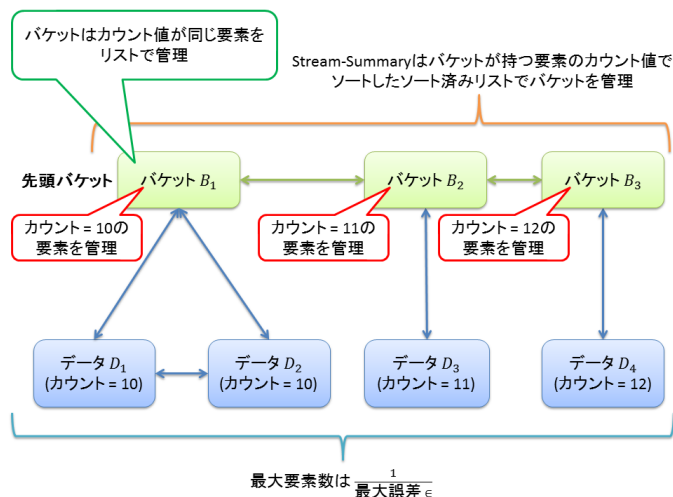 バケットはカウント値が同じ要素を
リストで管理
Stream-Summaryはバケットが持つ要素のカウント値で
ソートしたソート済みリストでバケットを管理
先頭バケット
バケット B₁
バケット B₂
バケット B₃
カウント = 10の
要素を管理
カウント = 11の
要素を管理
カウント = 12の
要素を管理
データ D₁
(カウント = 10)
データ D₂
(カウント = 10)
データ D₃
(カウント = 11)
データ D₄
(カウント = 12)
最大要素数は 1
最大誤差 ∈